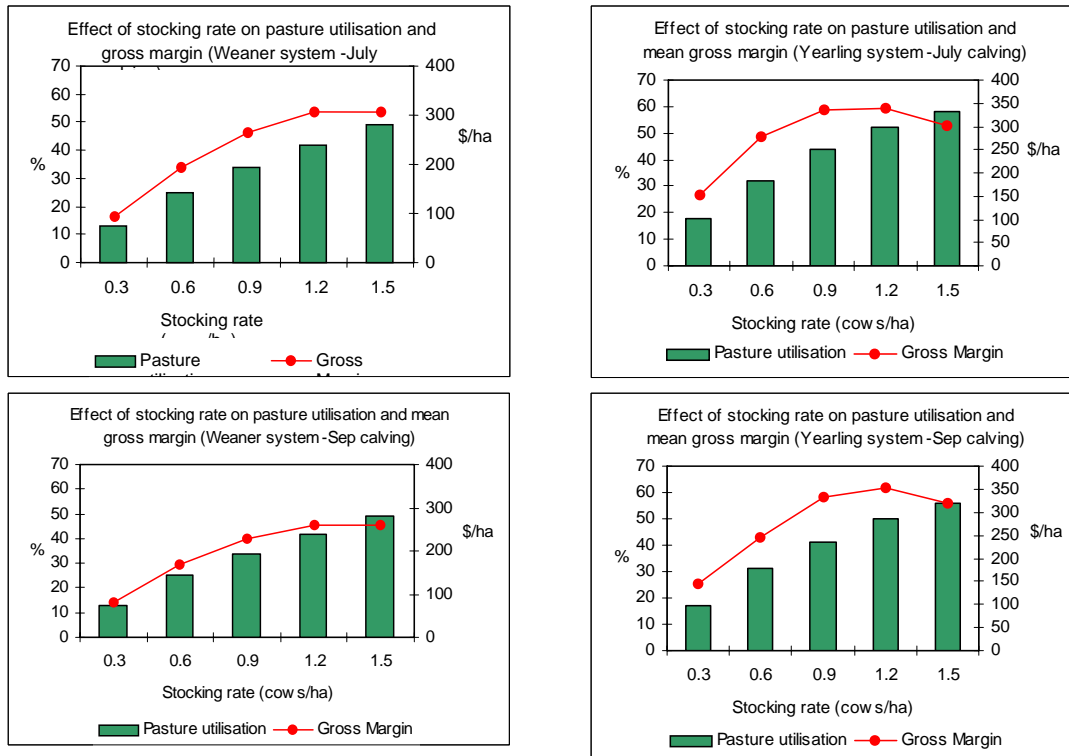 Effect of stocking rate on pasture utilisation and
gross margin (Weaner system -July
70
60
50
40
30
20
10
0
%
400
300
200
100
0
$/ha
0.3 0.6 0.9 1.2 1.5
Stocking rate
Pasture Gross
Effect of stocking rate on pasture utilisation and
mean gross margin (Yearling system -July calving)
70
60
50
40
30
20
10
0
%
400
350
300
250
200
150
100
50
0
$/ha
0.3 0.6 0.9 1.2 1.5
Stocking rate (cows/ha)
Pasture utilisation Gross Margin
Effect of stocking rate on pasture utilisation and mean
gross margin (Weaner system -Sep calving)
70
60
50
40
30
20
10
0
%
400
300
200
100
0
$/ha
0.3 0.6 0.9 1.2 1.5
Stocking rate (cows/ha)
Pasture utilisation Gross Margin
Effect of stocking rate on pasture utilisation and
mean gross margin (Yearling system -Sep calving)
70
60
50
40
30
20
10
0
%
400
350
300
250
200
150
100
50
0
$/ha
0.3 0.6 0.9 1.2 1.5
Stocking rate (cows/ha)
Pasture utilisation Gross Margin